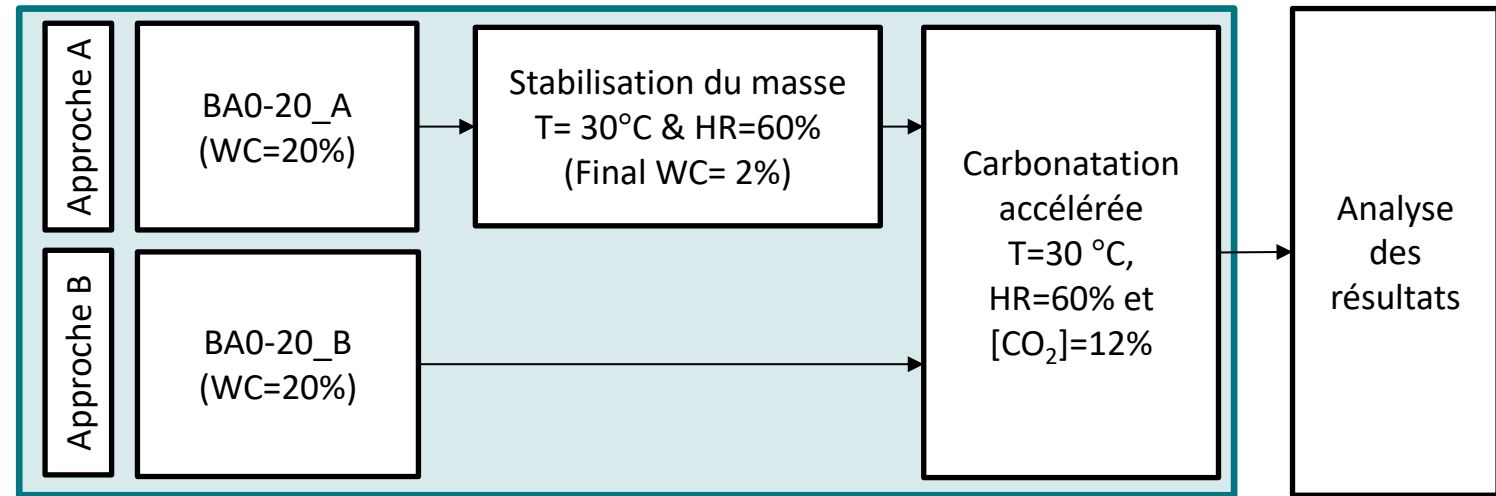 Approche A
BA0-20_A
(WC=20%)
Stabilisation du masse
T= 30°C & HR=60%
(Final WC= 2%)
Approche B
BA0-20_B
(WC=20%)
Carbonatation
accélérée
T=30 °C,
HR=60% et
[CO₂]=12%
Analyse
des
résultats